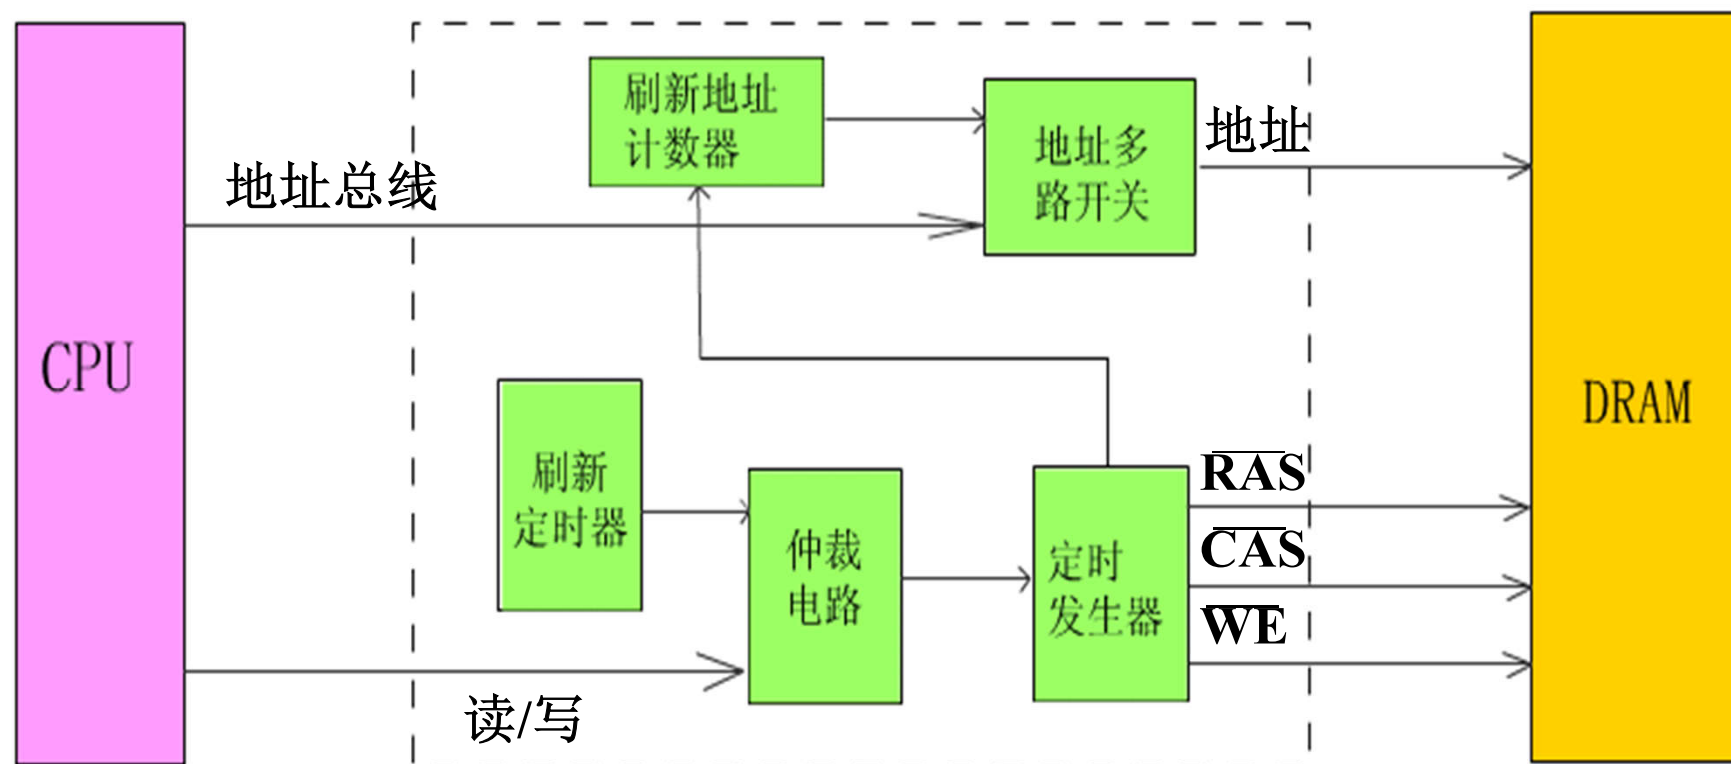 刷新地址
计数器
地址多
路开关
地址
地址总线
CPU
DRAM
刷新
定时器
仲裁
电路
定时
发生器
RAS
CAS
WE
读/写